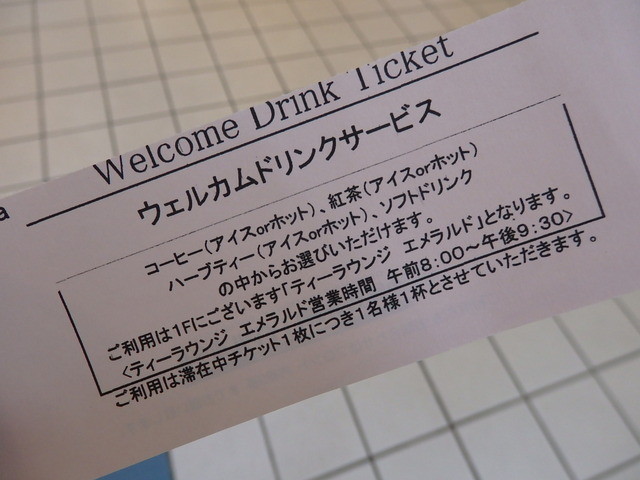 a
Welcome Drink Ticket
ウェルカムドリンクサービス
コーヒー(アイスorホット)、紅茶(アイスorホット)
ハーブティー(アイスorホット)、ソフトドリンク
の中からお選びいただけます。
ご利用は1Fにございます「ティーラウンジ エメラルド」となります。
<ティーラウンジ エメラルド営業時間 午前8:00～午後9:30>
ご利用は滞在中チケット1枚につき1名様1杯とさせていただきます。